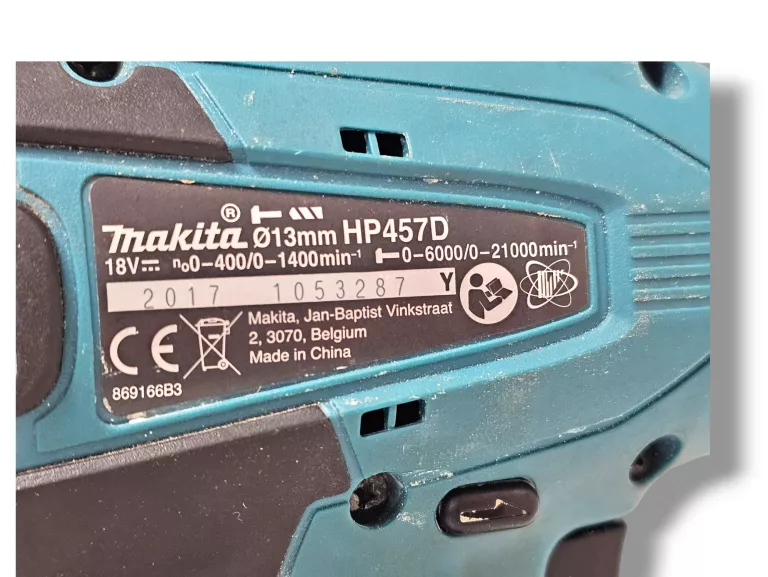 makita® Ø13mm HP457D
18V⎓ n₀0-400/0-1400min⁻¹ 0-6000/0-21000min⁻¹
2017 1053287 Y
CE Makita, Jan-Baptist Vinkstraat
2, 3070, Belgium
Made in China
869166B3